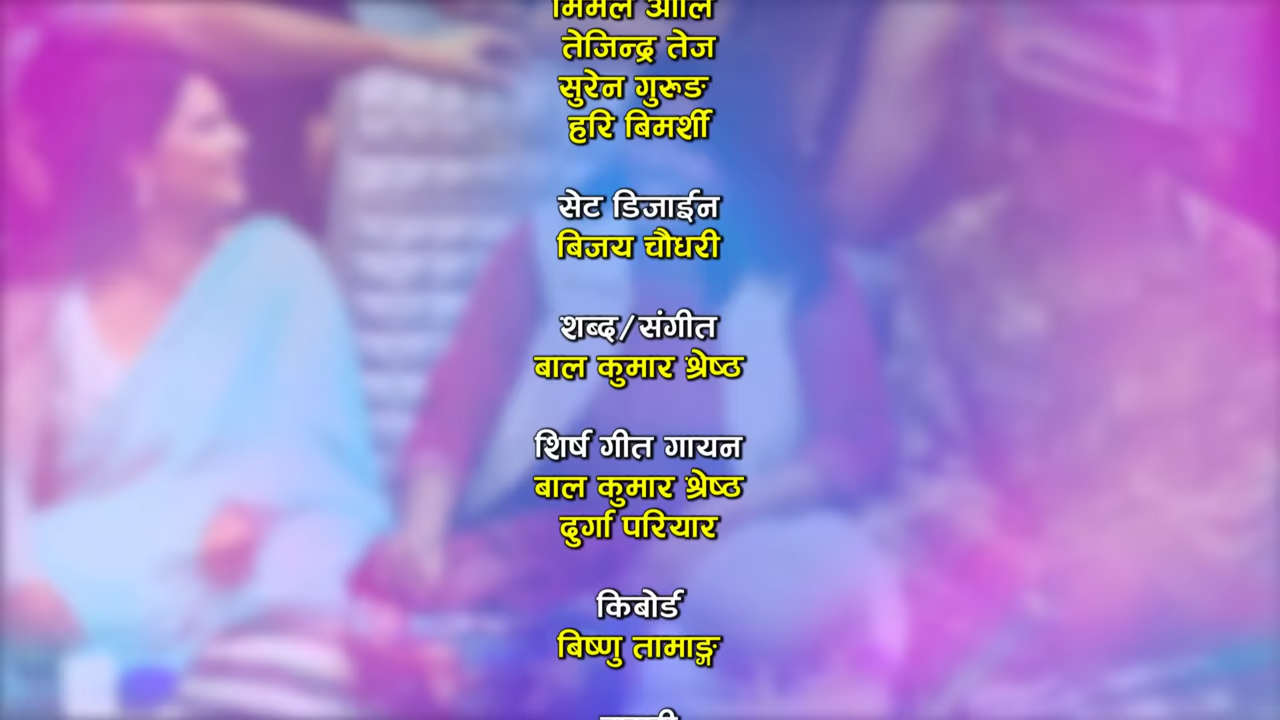 तेजिन्द्र तेज
सुरेन गुरूङ
हरि बिमर्शी
सेट डिजाईन
बिजय चौधरी
शब्द/संगीत
बाल कुमार श्रेष्ठ
शिर्ष गीत गायन
बाल कुमार श्रेष्ठ
दुर्गा परियार
किबोर्ड
बिष्णु तामाङ्ग